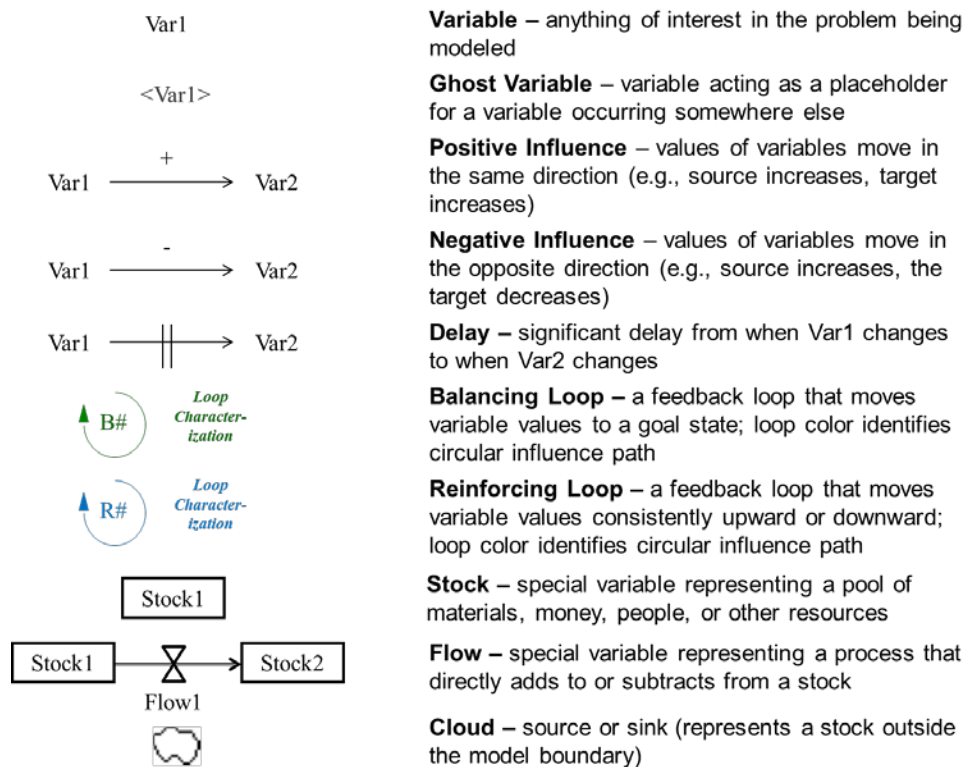 Var1
Variable – anything of interest in the problem being
modeled
<Var1>
Ghost Variable – variable acting as a placeholder
for a variable occurring somewhere else
+
Var1
Var2
Positive Influence – values of variables move in
the same direction (e.g., source increases, target
increases)
-
Var1
Var2
Negative Influence – values of variables move in
the opposite direction (e.g., source increases, the
target decreases)
Var1
Var2
Delay – significant delay from when Var1 changes
to when Var2 changes
B#
Loop
Character-
ization
Balancing Loop – a feedback loop that moves
variable values to a goal state; loop color identifies
circular influence path
R#
Loop
Character-
ization
Reinforcing Loop – a feedback loop that moves
variable values consistently upward or downward;
loop color identifies circular influence path
Stock1
Stock – special variable representing a pool of
materials, money, people, or other resources
Stock1
Stock2
Flow1
Flow – special variable representing a process that
directly adds to or subtracts from a stock
Cloud – source or sink (represents a stock outside
the model boundary)